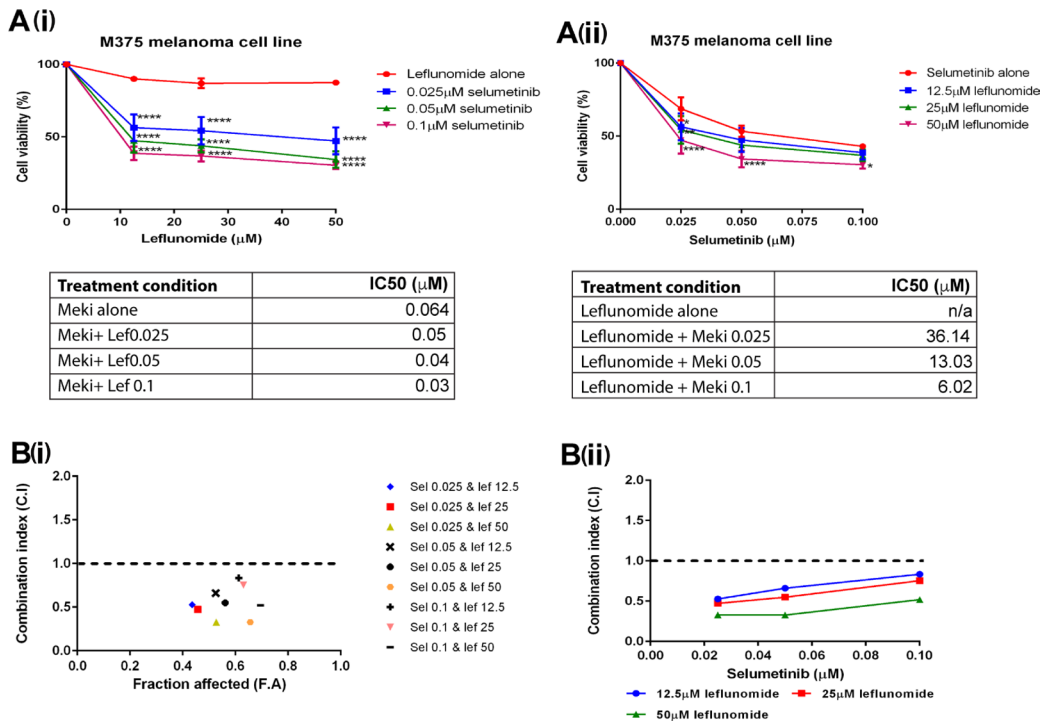 A(i)
M375 melanoma cell line
100
50
0
Cell viability (%)
0 10 20 30 40 50
Leflunomide (μM)
Leflunomide alone
0.025μM selumetinib
0.05μM selumetinib
0.1μM selumetinib
**** **** ****
**** **** ****
**** **** ****
Treatment condition IC50 (μM)
Meki alone 0.064
Meki+ Lef0.025 0.05
Meki+ Lef0.05 0.04
Meki+ Lef 0.1 0.03
A(ii)
M375 melanoma cell line
100
50
0
Cell viability (%)
0.000 0.025 0.050 0.075 0.100
Selumetinib (μM)
Selumetinib alone
12.5μM leflunomide
25μM leflunomide
50μM leflunomide
*
**
**** **** *
Treatment condition IC50 (μM)
Leflunomide alone n/a
Leflunomide + Meki 0.025 36.14
Leflunomide + Meki 0.05 13.03
Leflunomide + Meki 0.1 6.02
B(i)
2.0
1.5
1.0
0.5
0.0
Combination index (C.I)
0.0 0.2 0.4 0.6 0.8 1.0
Fraction affected (F.A)
Sel 0.025 & lef 12.5
Sel 0.025 & lef 25
Sel 0.025 & lef 50
Sel 0.05 & lef 12.5
Sel 0.05 & lef 25
Sel 0.05 & lef 50
Sel 0.1 & lef 12.5
Sel 0.1 & lef 25
Sel 0.1 & lef 50
B(ii)
2.0
1.5
1.0
0.5
0.0
Combination index (C.I)
0.00 0.02 0.04 0.06 0.08 0.10
Selumetinib (μM)
12.5μM leflunomide 25μM leflunomide
50μM leflunomide